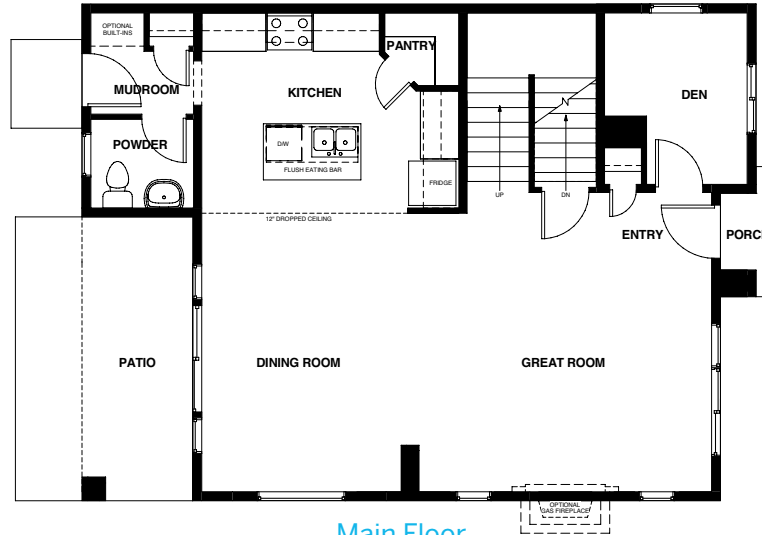 OPTIONAL
BUILT-INS
PANTRY
MUDROOM
KITCHEN
DEN
POWDER
D/W
FLUSH EATING BAR
FRIDGE
UP
DN
12" DROPPED CEILING
ENTRY
PORC
PATIO
DINING ROOM
GREAT ROOM
OPTIONAL
GAS FIREPLACE
Main Floor